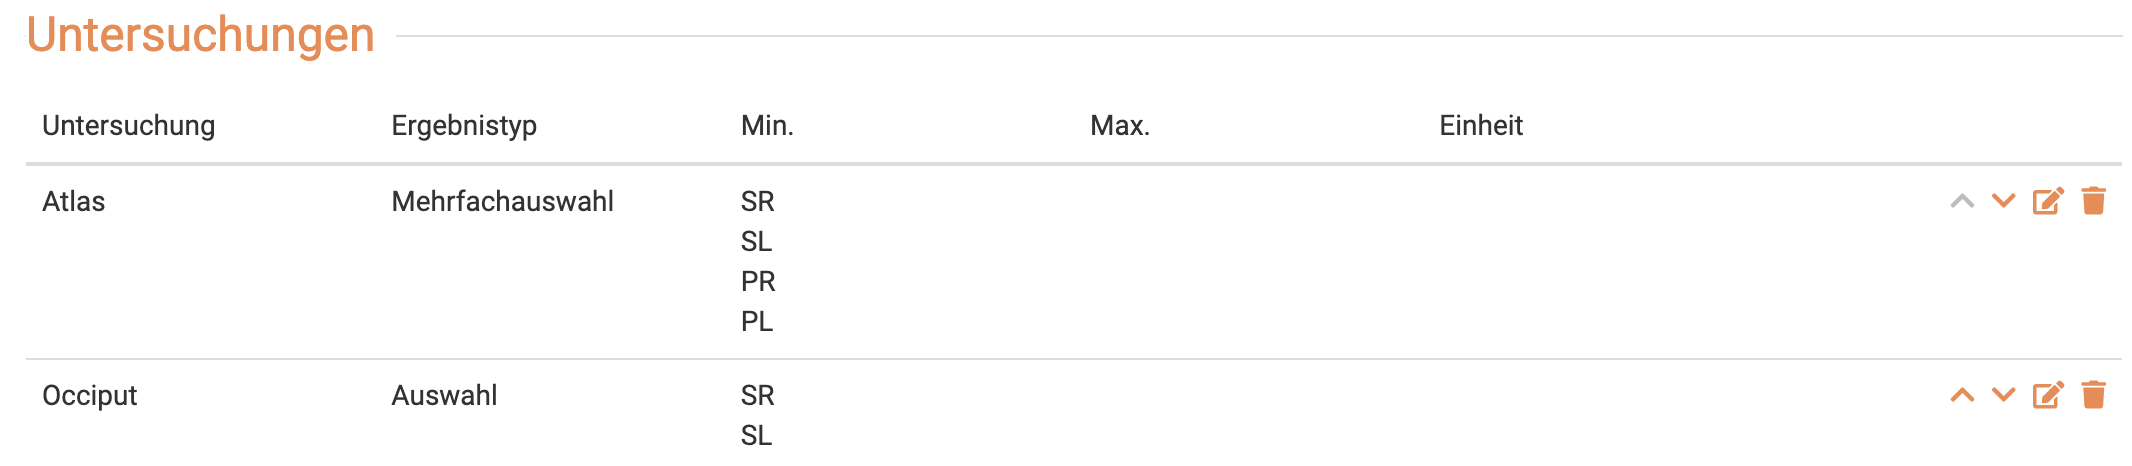 Untersuchungen
Untersuchung Ergebnistyp Min. Max. Einheit
Atlas Mehrfachauswahl SR
SL
PR
PL
Occiput Auswahl SR
SL